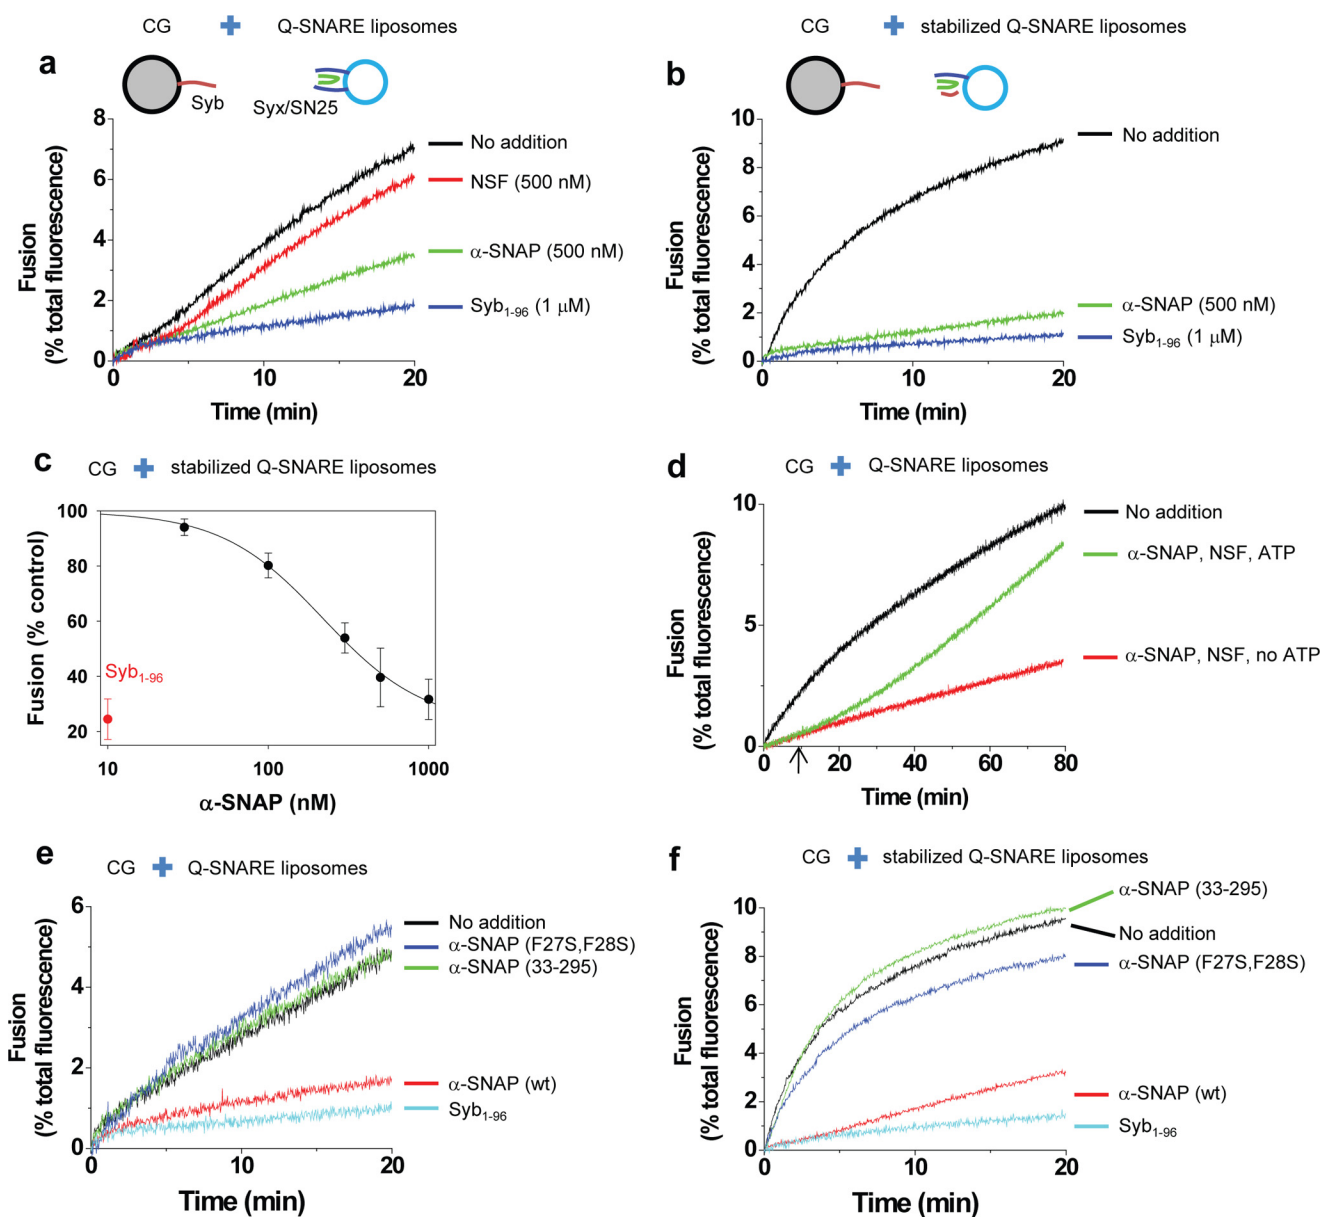 a
CG + Q-SNARE liposomes
Syb
Syx/SN25
8
6
4
2
0
0 10 20
Fusion
(% total fluorescence)
Time (min)
No addition
NSF (500 nM)
α-SNAP (500 nM)
Syb1-96 (1 μM)
b
CG + stabilized Q-SNARE liposomes
10
8
6
4
2
0
0 10 20
Fusion
(% total fluorescence)
Time (min)
No addition
α-SNAP (500 nM)
Syb1-96 (1 μM)
c
CG + stabilized Q-SNARE liposomes
100
80
60
40
20
10 100 1000
Fusion (% control)
α-SNAP (nM)
Syb1-96
d
CG + Q-SNARE liposomes
10
5
0
0 20 40 60 80
Fusion
(% total fluorescence)
Time (min)
No addition
α-SNAP, NSF, ATP
α-SNAP, NSF, no ATP
e
CG + Q-SNARE liposomes
6
4
2
0
0 10 20
Fusion
(% total fluorescence)
Time (min)
No addition
α-SNAP (F27S,F28S)
α-SNAP (33-295)
α-SNAP (wt)
Syb1-96
f
CG + stabilized Q-SNARE liposomes
10
8
6
4
2
0
0 10 20
Fusion
(% total fluorescence)
Time (min)
α-SNAP (33-295)
No addition
α-SNAP (F27S,F28S)
α-SNAP (wt)
Syb1-96